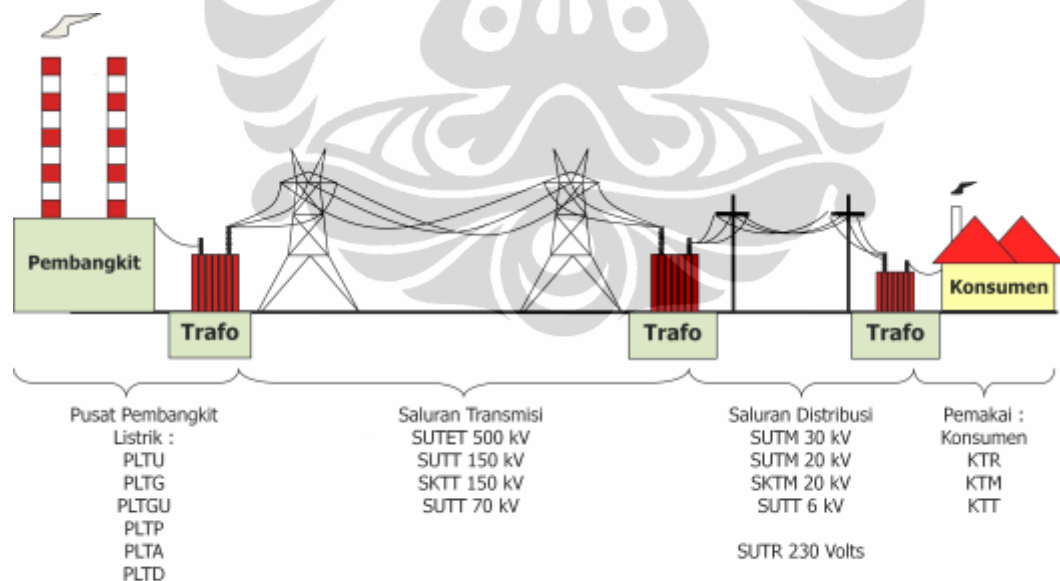 Pembangkit
Trafo
Trafo
Trafo
Konsumen
Pusat Pembangkit
Listrik :
PLTU
PLTG
PLTGU
PLTP
PLTA
PLTD
Saluran Transmisi
SUTET 500 kV
SUTT 150 kV
SKTT 150 kV
SUTT 70 kV
Saluran Distribusi
SUTM 30 kV
SUTM 20 kV
SKTM 20 kV
SUTT 6 kV
SUTR 230 Volts
Pemakai :
Konsumen
KTR
KTM
KTT